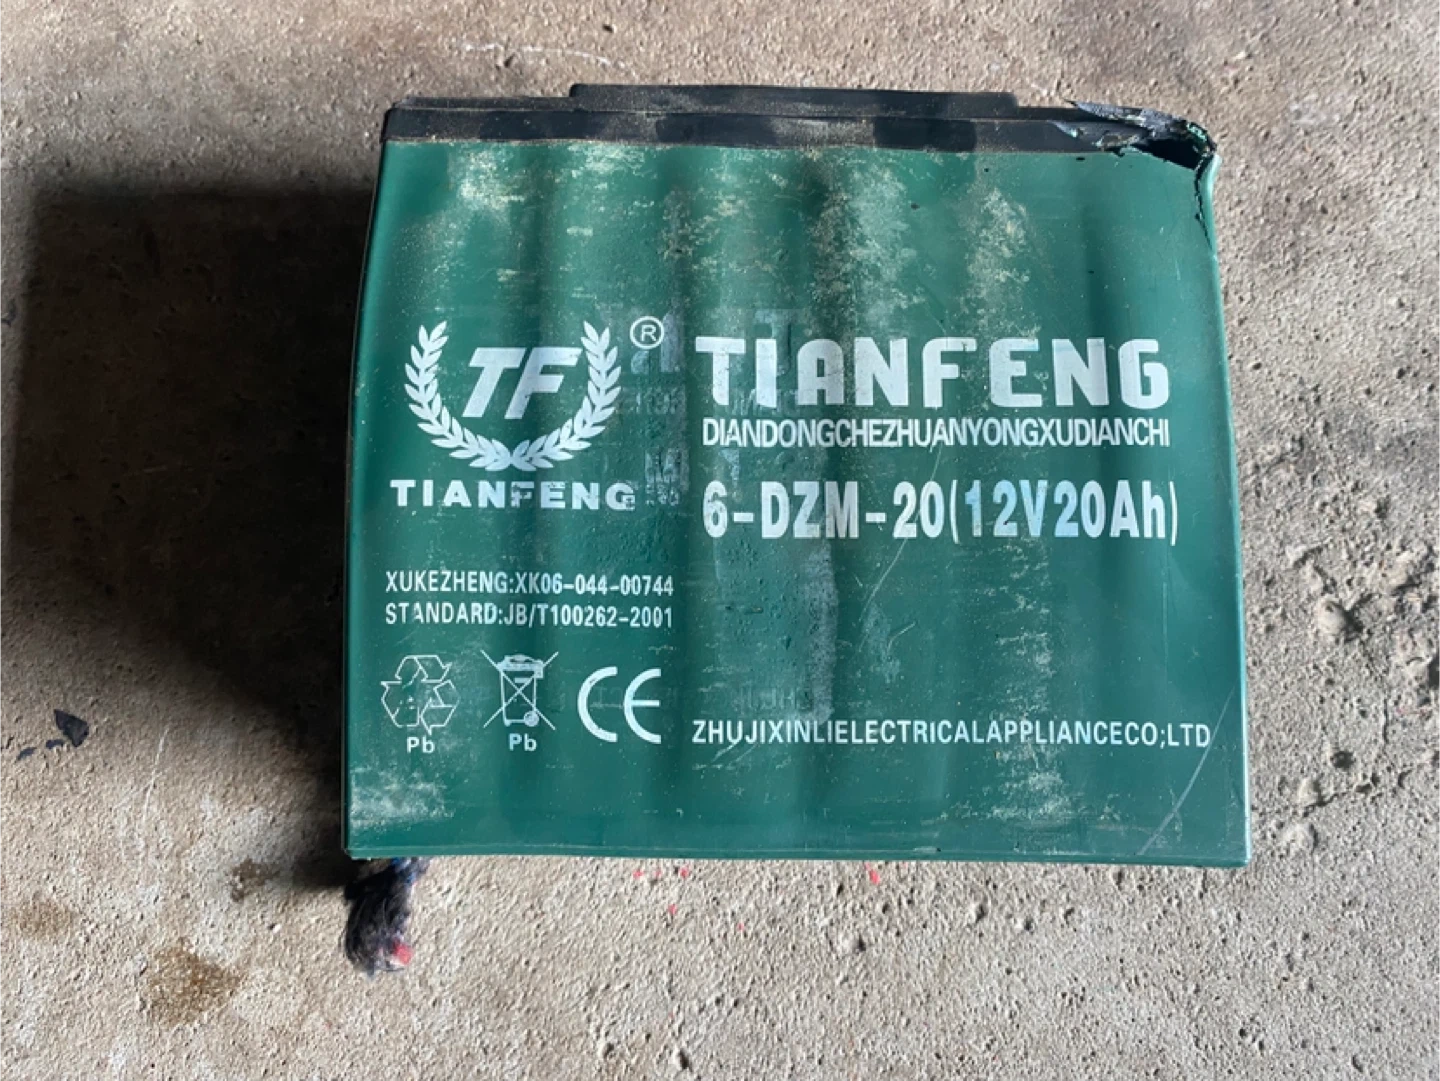 TF ®
TIANFENG
TIANFENG
DIANDONGCHEZHUANYONGXUDIANCHI
6-DZM-20(12V20Ah)
XUKEZHENG:XK06-044-00744
STANDARD:JB/T100262-2001
Pb
Pb
CE
ZHUJIXINLIELECTRICALAPPLIANCECO;LTD